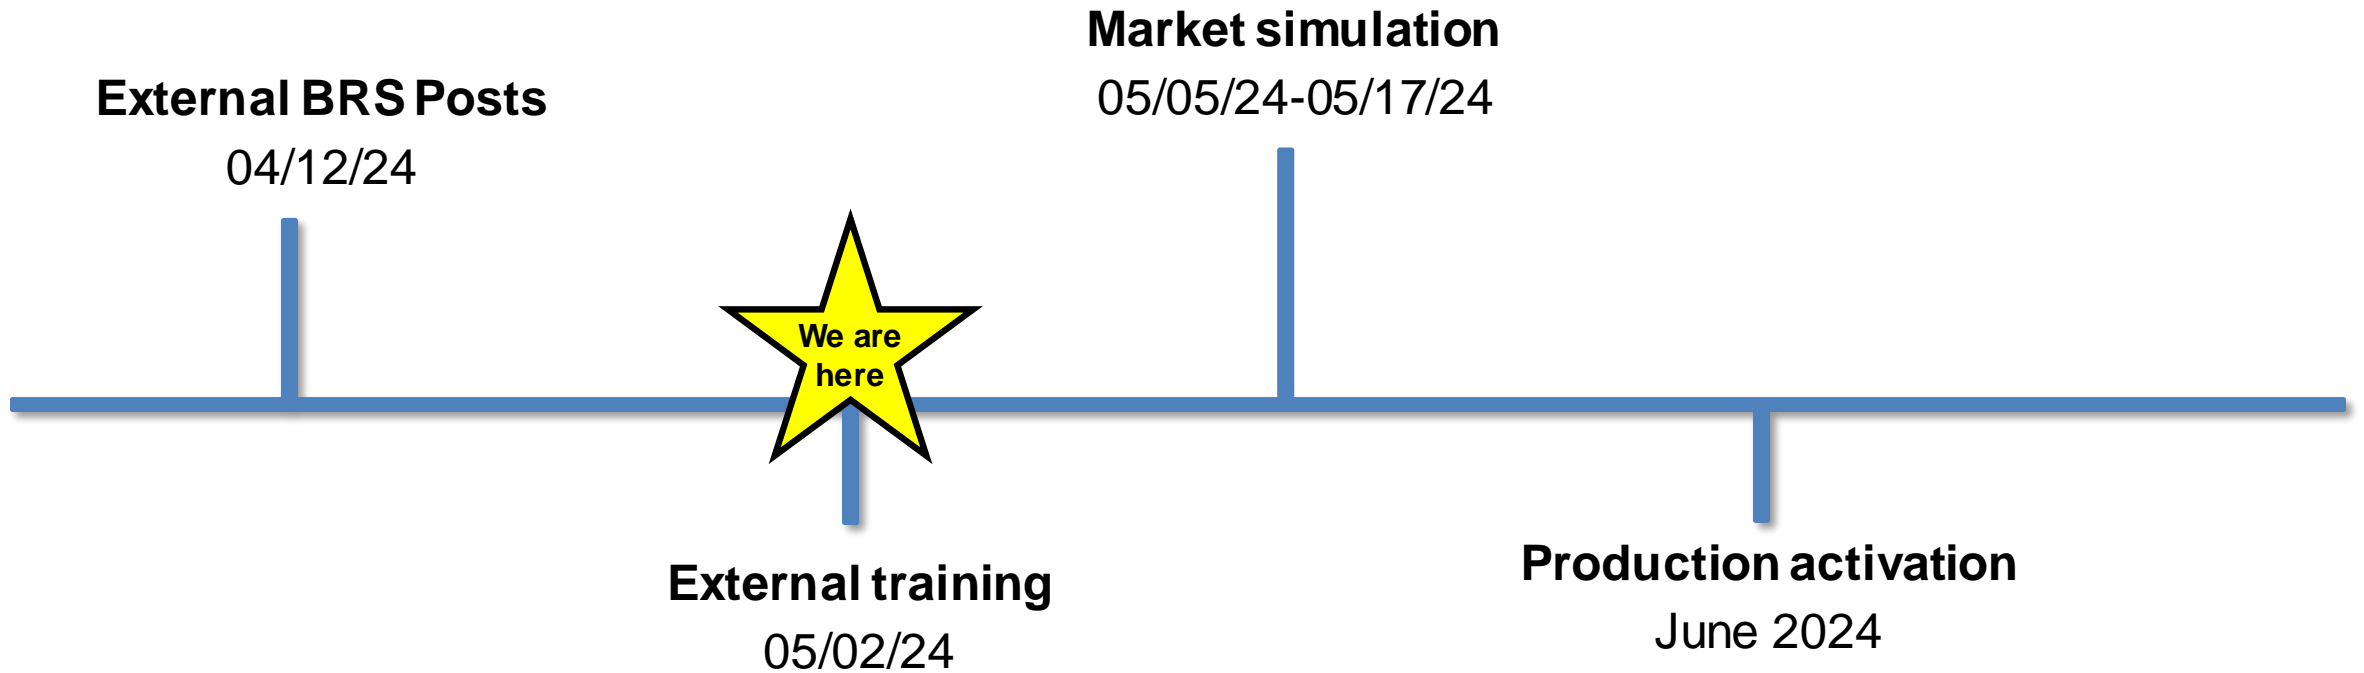 External BRS Posts
04/12/24
We are
here
External training
05/02/24
Market simulation
05/05/24-05/17/24
Production activation
June 2024